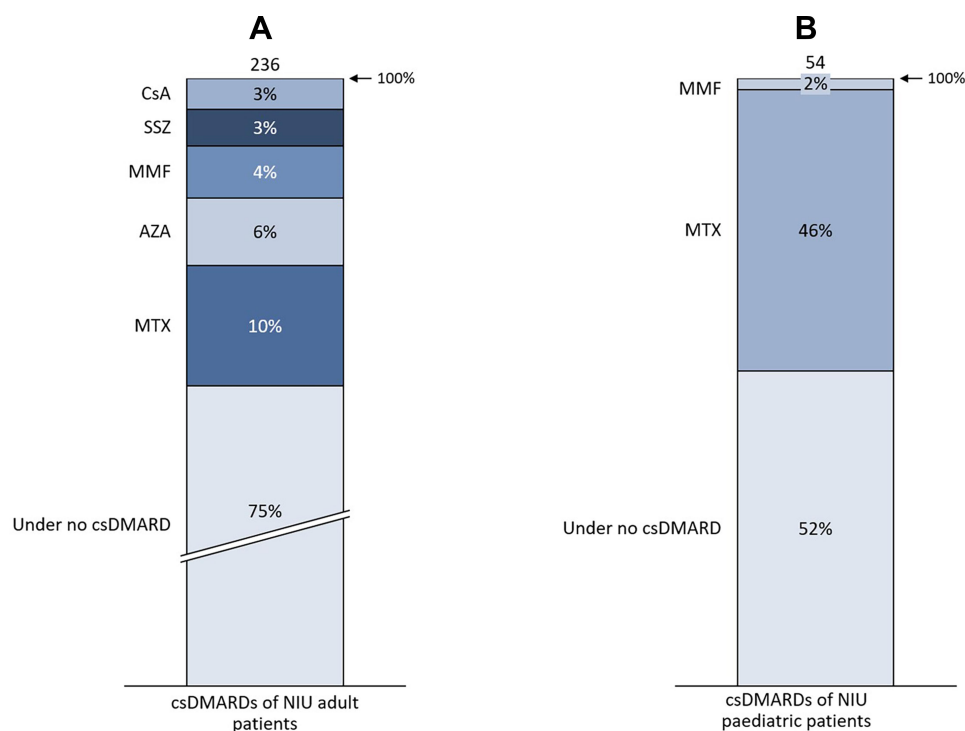 A
236
100%
CsA
3%
SSZ
3%
MMF
4%
AZA
6%
MTX
10%
Under no csDMARD
75%
csDMARDs of NIU adult
patients
B
54
100%
MMF
2%
MTX
46%
Under no csDMARD
52%
csDMARDs of NIU
paediatric patients